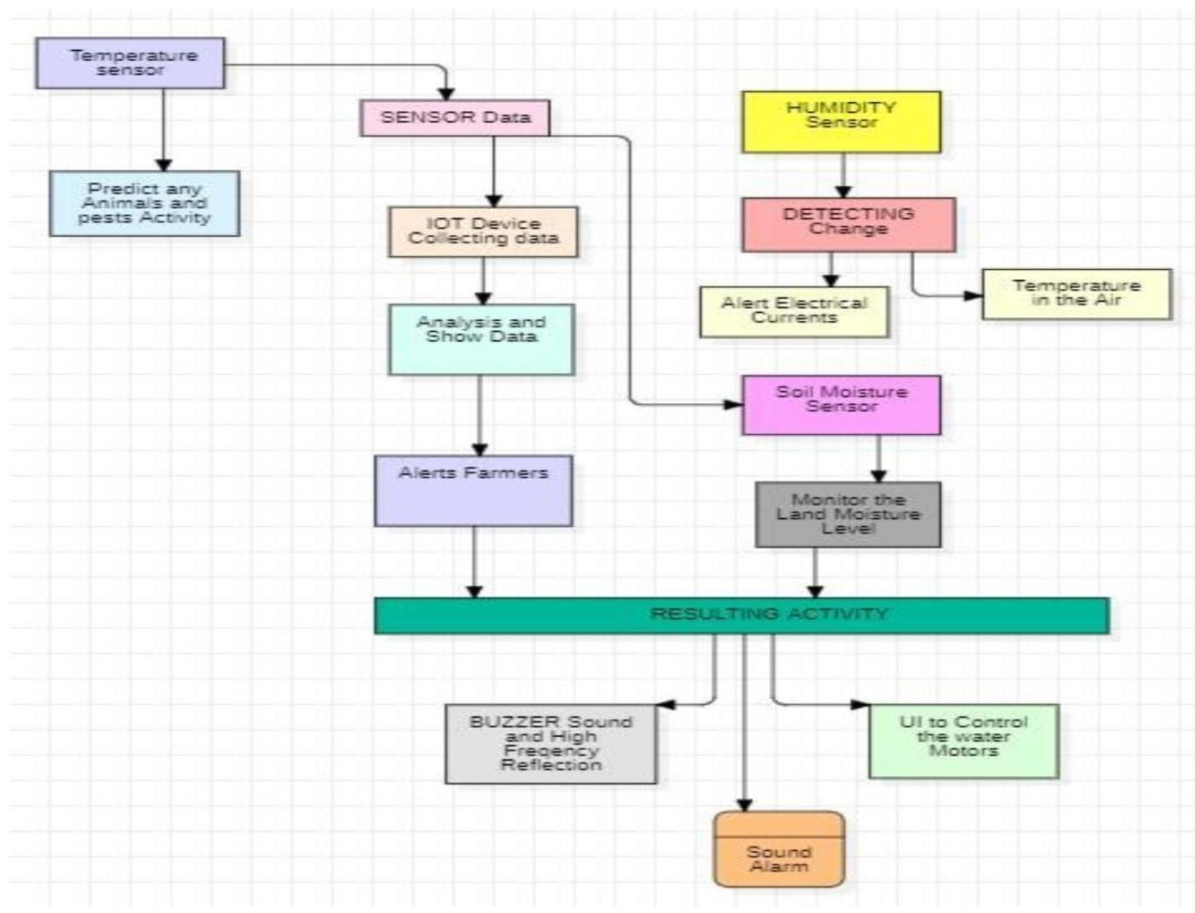 Temperature
sensor
SENSOR Data
HUMIDITY
Sensor
Predict any
Animals and
pests Activity
IOT Device
Collecting data
DETECTING
Change
Alert Electrical
Currents
Temperature
in the Air
Analysis and
Show Data
Soil Moisture
Sensor
Alerts Farmers
Monitor the
Land Moisture
Level
RESULTING ACTIVITY
BUZZER Sound
and High
Freqency
Reflection
UI to Control
the water
Motors
Sound
Alarm